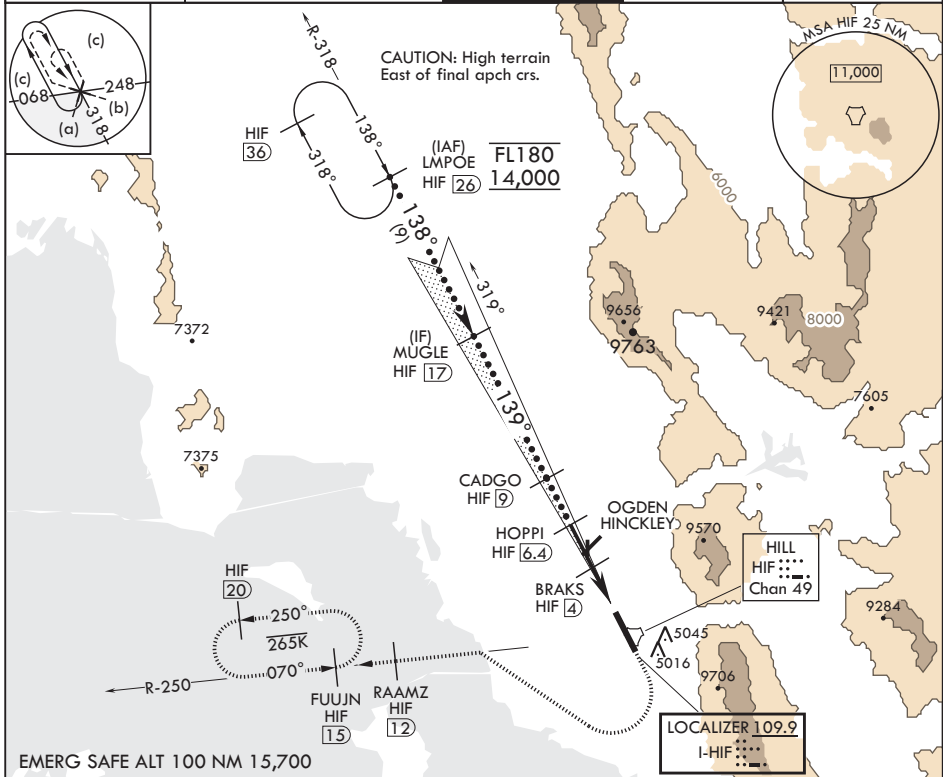 (c)
(c)
068
248
(b)
(a)
318
R-318
CAUTION: High terrain
East of final apch crs.
MSA HIF 25 NM
11,000
HIF
36
138°
318°
(IAF)
LMPOE
HIF 26
FL180
14,000
138°
(9)
6000
319°
7372
(IF)
MUGLE
HIF 17
9656
9763
9421
8000
7605
139°
7375
CADGO
HIF 9
OGDEN
HINCKLEY
HOPPI
HIF 6.4
9570
HILL
HIF
Chan 49
BRAKS
HIF 4
HIF
20
250°
265K
070°
R-250
FUUJN
HIF
15
RAAMZ
HIF
12
5045
5016
9284
9706
LOCALIZER 109.9
I-HIF
EMERG SAFE ALT 100 NM 15,700